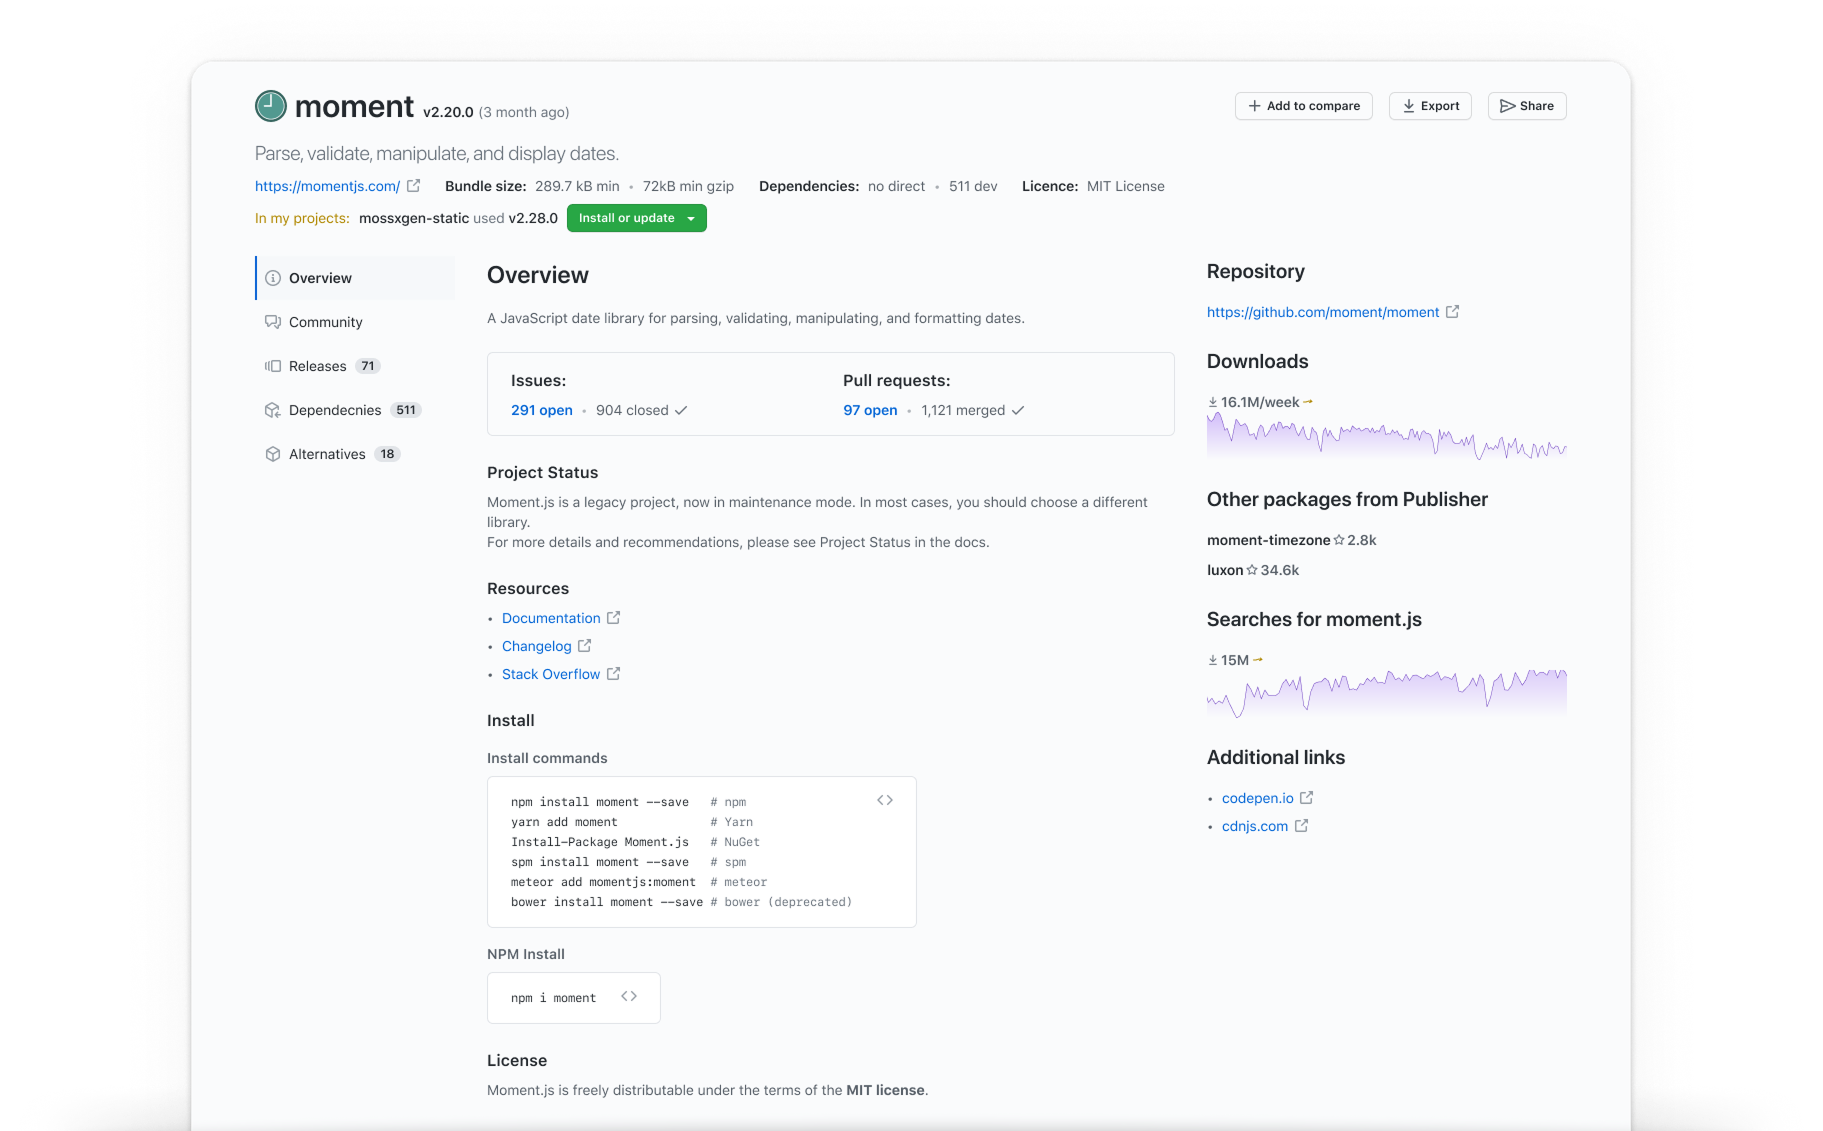 moment v2.20.0 (3 month ago)
Add to compare
Export
Share
Parse, validate, manipulate, and display dates.
https://momentjs.com/ Bundle size: 289.7 kB min • 72kB min gzip Dependencies: no direct • 511 dev Licence: MIT License
In my projects: mossxgen-static used v2.28.0 Install or update
Overview
Community
Releases 71
Dependecnies 511
Alternatives 18
Overview
A JavaScript date library for parsing, validating, manipulating, and formatting dates.
Issues:
291 open • 904 closed
Pull requests:
97 open • 1,121 merged
Project Status
Moment.js is a legacy project, now in maintenance mode. In most cases, you should choose a different
library.
For more details and recommendations, please see Project Status in the docs.
Resources
• Documentation
• Changelog
• Stack Overflow
Install
Install commands
npm install moment --save # npm
yarn add moment # Yarn
Install-Package Moment.js # NuGet
spm install moment --save # spm
meteor add momentjs:moment # meteor
bower install moment --save # bower (deprecated)
NPM Install
npm i moment
License
Moment.js is freely distributable under the terms of the MIT license.
Repository
https://github.com/moment/moment
Downloads
16.1M/week
Other packages from Publisher
moment-timezone 2.8k
luxon 34.6k
Searches for moment.js
15M
Additional links
• codepen.io
• cdnjs.com